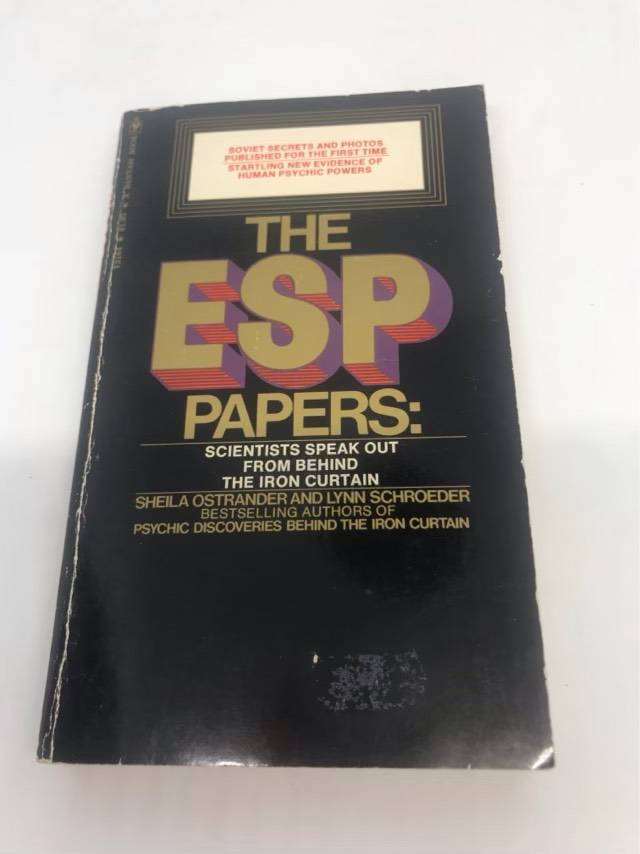 SOVIET SECRETS AND PHOTOS
PUBLISHED FOR THE FIRST TIME
STARTLING NEW EVIDENCE OF
HUMAN PSYCHIC POWERS
THE
ESP
PAPERS:
SCIENTISTS SPEAK OUT
FROM BEHIND
THE IRON CURTAIN
SHEILA OSTRANDER AND LYNN SCHROEDER
BESTSELLING AUTHORS OF
PSYCHIC DISCOVERIES BEHIND THE IRON CURTAIN